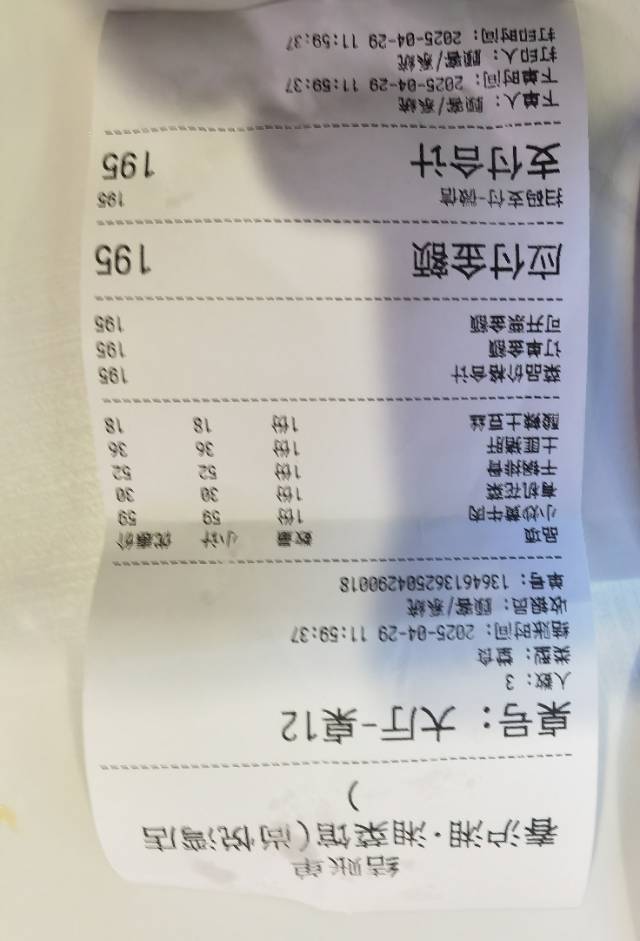 结账单
春沪湘·湘菜馆(尚悦湾店
)
桌号：大厅-桌12
人数：3
类型：堂食
结账时间：2025-04-29 11:59:37
收银员：顾客/系统
单号：136461362504290018
品项 数量 小计 优惠价
小炒黄牛肉 1份 59 59
有机花菜 1份 30 30
干锅排骨 1份 52 52
土匪猪肝 1份 36 36
酸辣土豆丝 1份 18 18
菜品价格合计 195
订单金额 195
可开票金额 195
应付金额 195
扫码支付-微信 195
支付合计 195
下单人：顾客/系统
下单时间：2025-04-29 11:59:37
打印人：顾客/系统
打印时间：2025-04-29 11:59:37